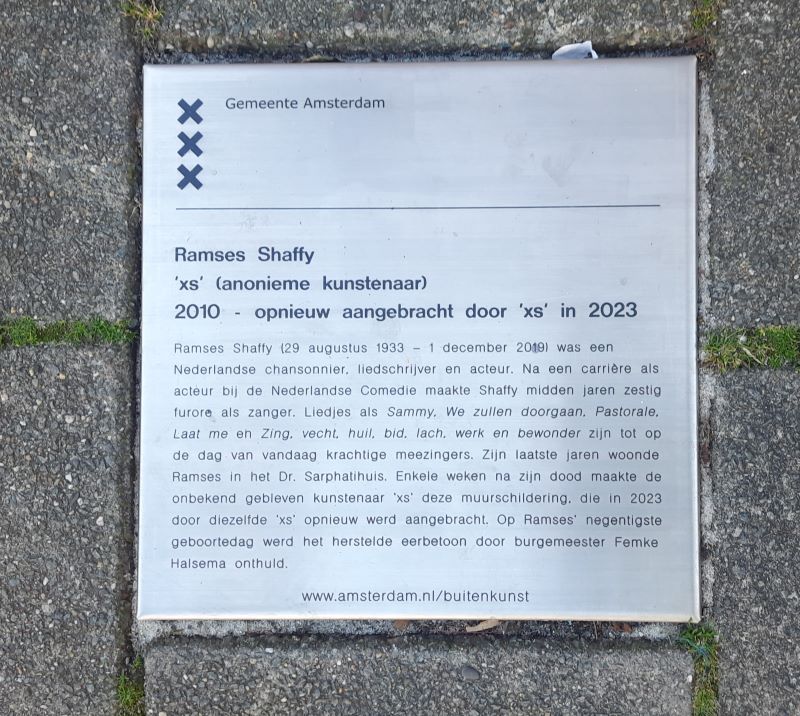 Gemeente Amsterdam
Ramses Shaffy
'xs' (anonieme kunstenaar)
2010 - opnieuw aangebracht door 'xs' in 2023
Ramses Shaffy (29 augustus 1933 – 1 december 2019) was een
Nederlandse chansonnier, liedschrijver en acteur. Na een carrière als
acteur bij de Nederlandse Comedie maakte Shaffy midden jaren zestig
furore als zanger. Liedjes als Sammy, We zullen doorgaan, Pastorale,
Laat me en Zing, vecht, huil, bid, lach, werk en bewonder zijn tot op
de dag van vandaag krachtige meezingers. Zijn laatste jaren woonde
Ramses in het Dr. Sarphatihuis. Enkele weken na zijn dood maakte de
onbekend gebleven kunstenaar 'xs' deze muurschildering, die in 2023
door diezelfde 'xs' opnieuw werd aangebracht. Op Ramses' negentigste
geboortedag werd het herstelde eerbetoon door burgemeester Femke
Halsema onthuld.
www.amsterdam.nl/buitenkunst